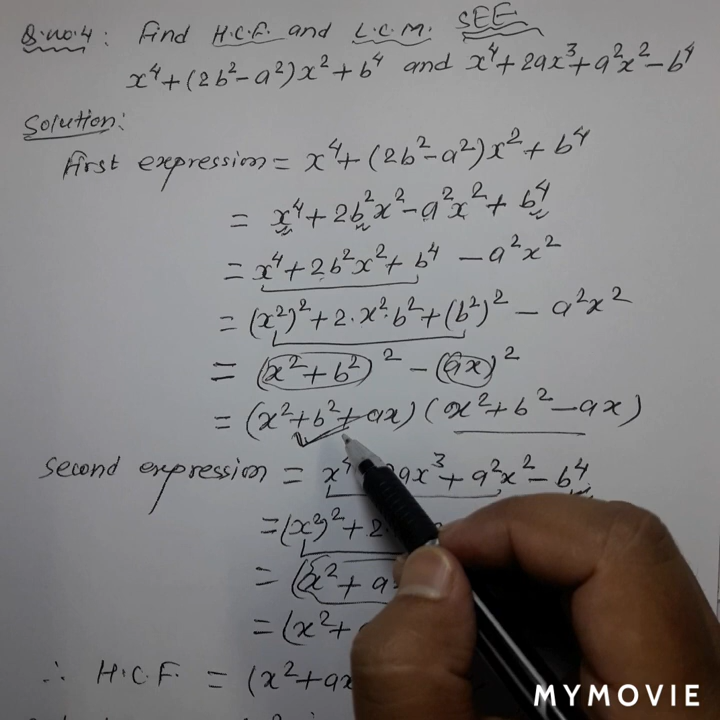 Q.no.4: Find H.C.F. and L.C.M. SEE
x⁴+(2b²-a²)x²+b⁴ and x⁴+2ax³+a²x²-b⁴
Solution:
First expression = x⁴+(2b²-a²)x²+b⁴
= x⁴+2b²x²-a²x²+b⁴
= x⁴+2b²x²+b⁴-a²x²
= (x²)²+2·x²·b²+(b²)²-a²x²
= (x²+b²)²-(ax)²
= (x²+b²+ax)(x²+b²-ax)
Second expression = x⁴ 2ax³+a²x²-b⁴
= (x²)²+2
= (x²+a
= (x²+
∴ H.C.F. = (x²+ax
MYMOVIE